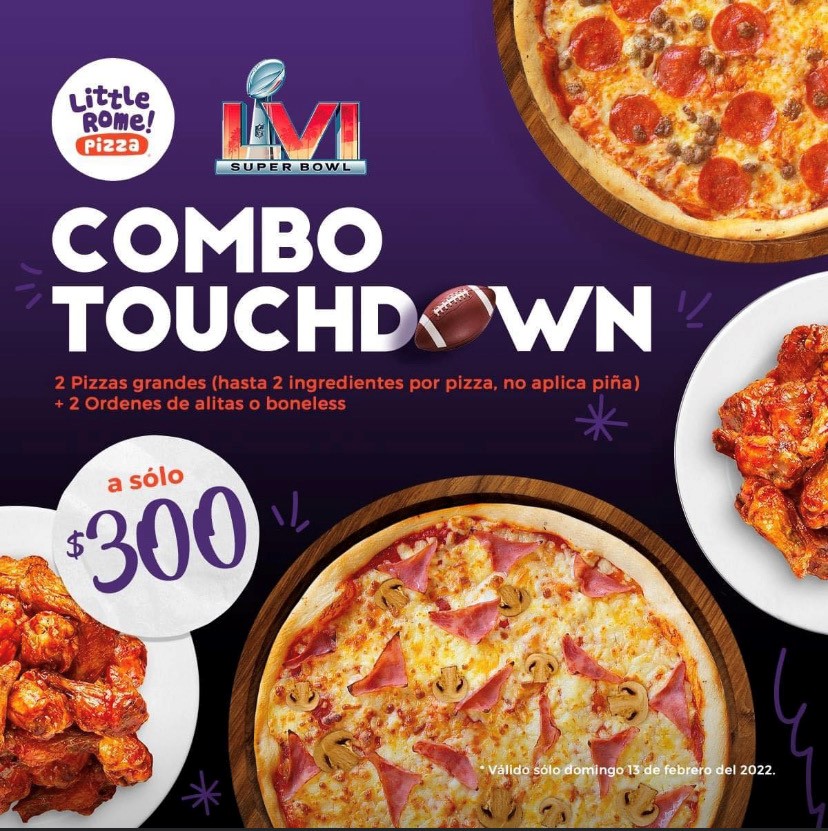 Little
Rome!
Pizza
LVI
SUPER BOWL
COMBO
TOUCHDOWN
2 Pizzas grandes (hasta 2 ingredientes por pizza, no aplica piña)
+ 2 Ordenes de alitas o boneless
a sólo
$300
* Válido sólo domingo 13 de febrero del 2022.